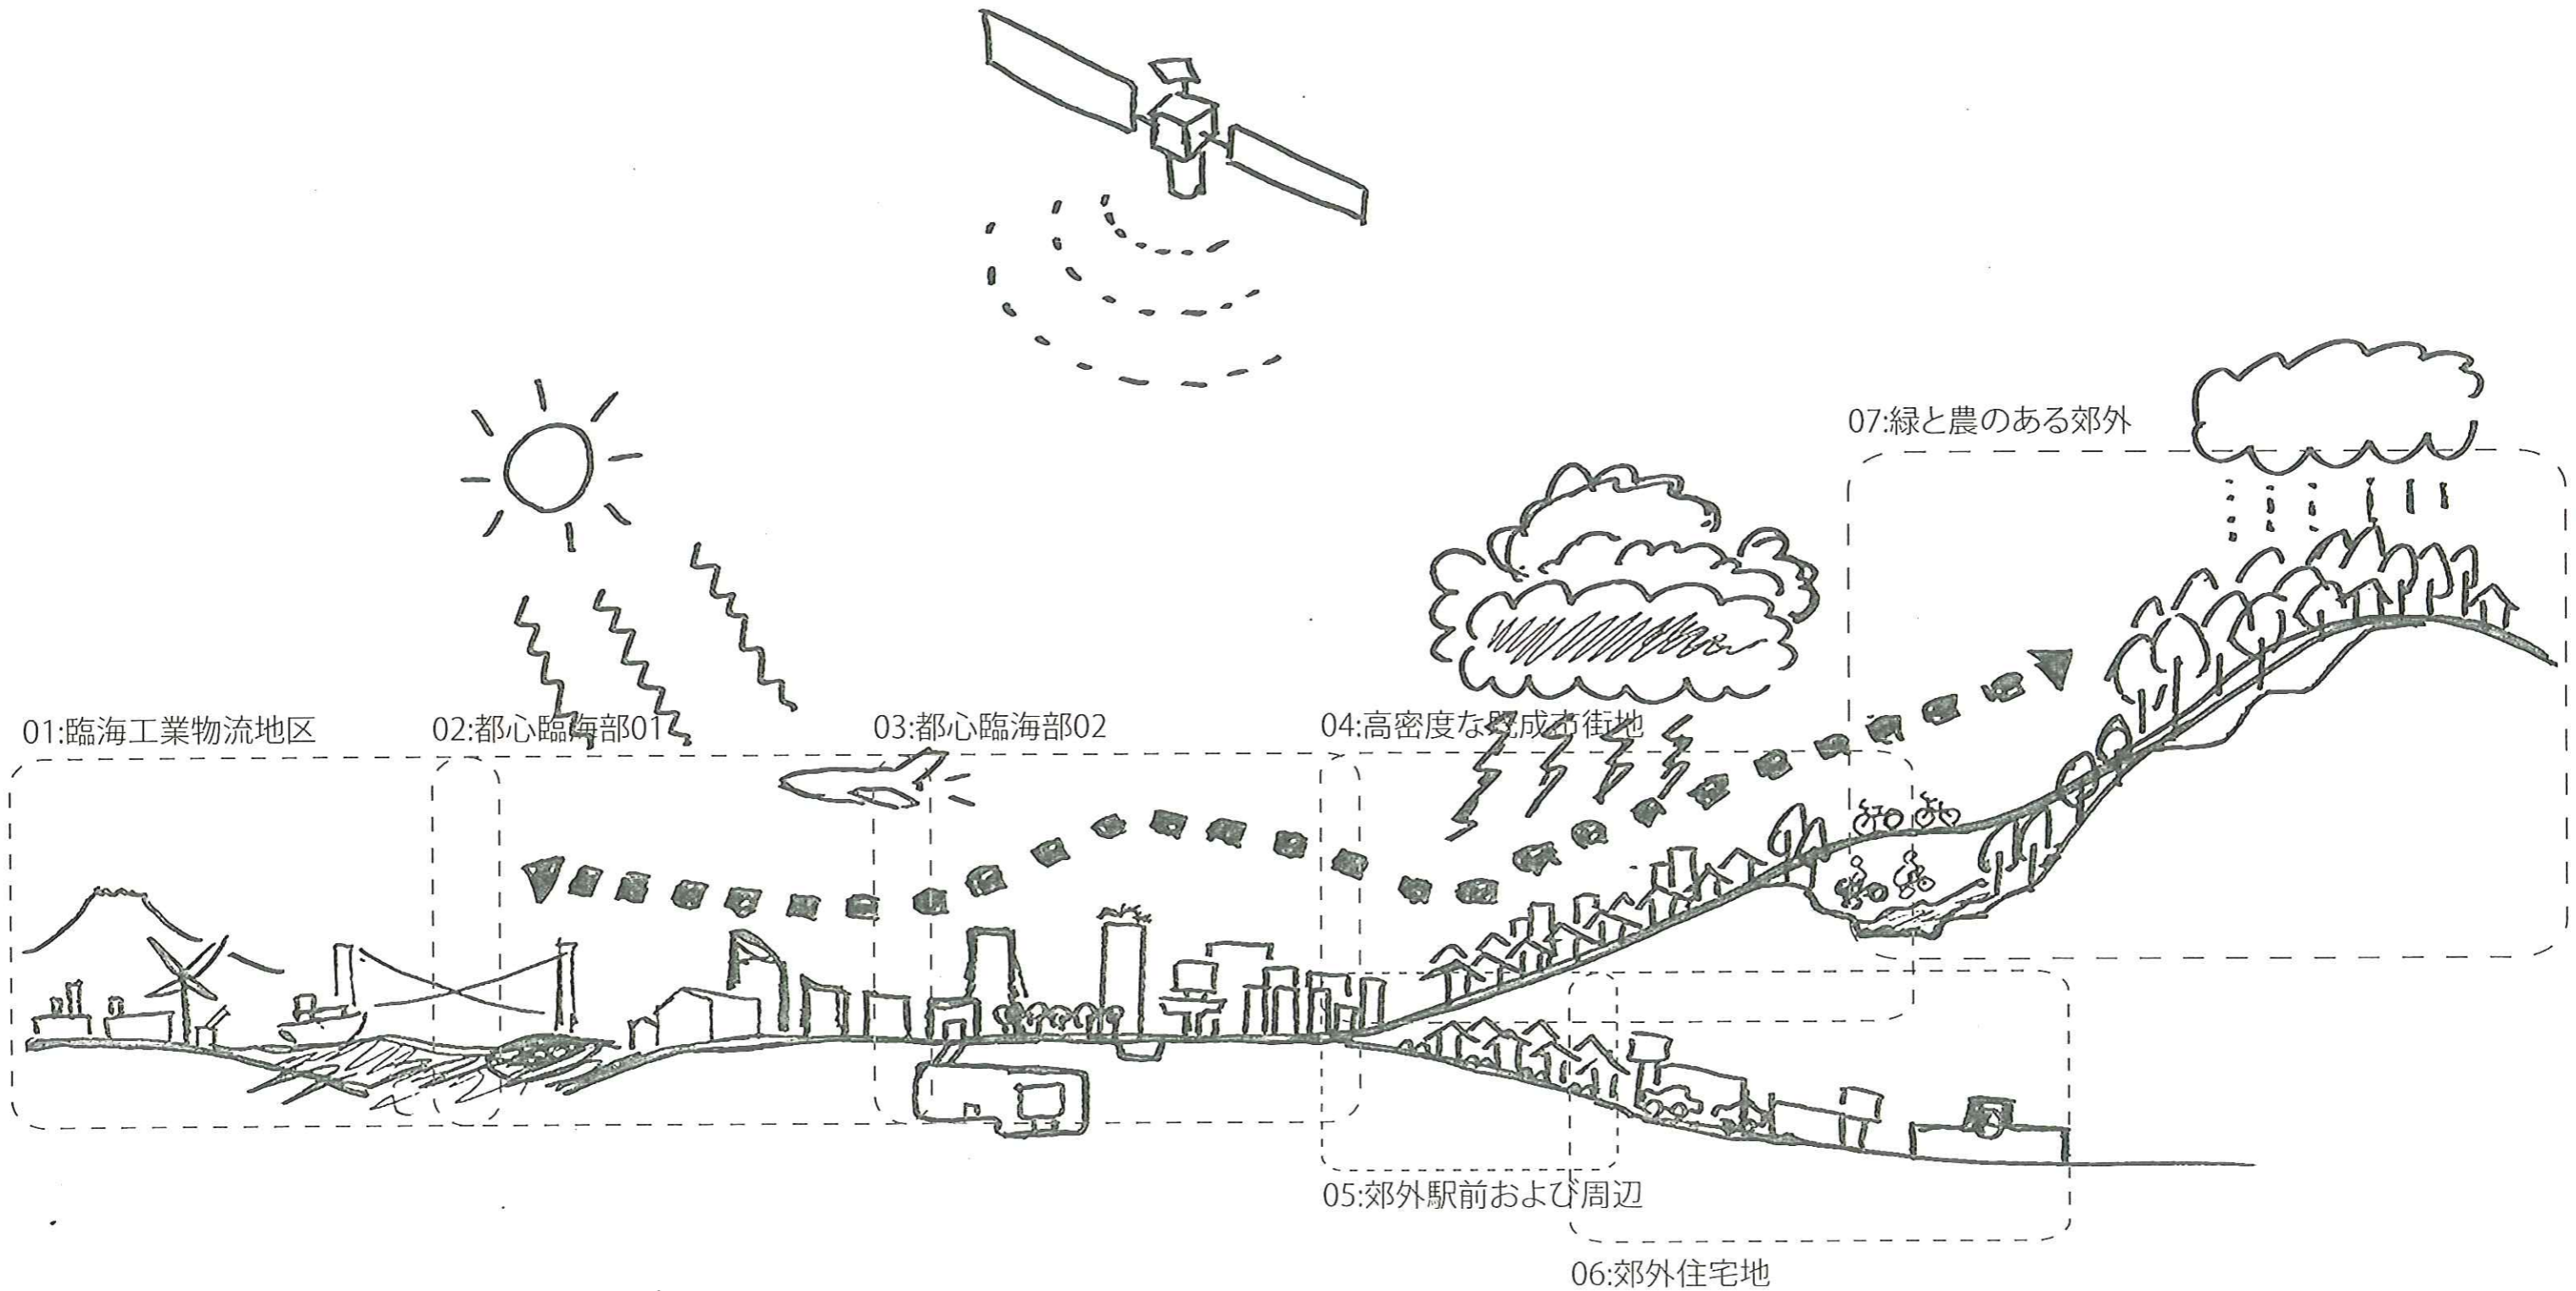 07:緑と農のある郊外
01:臨海工業物流地区
02:都心臨海部01
03:都心臨海部02
04:高密度な既成市街地
05:郊外駅前および周辺
06:郊外住宅地